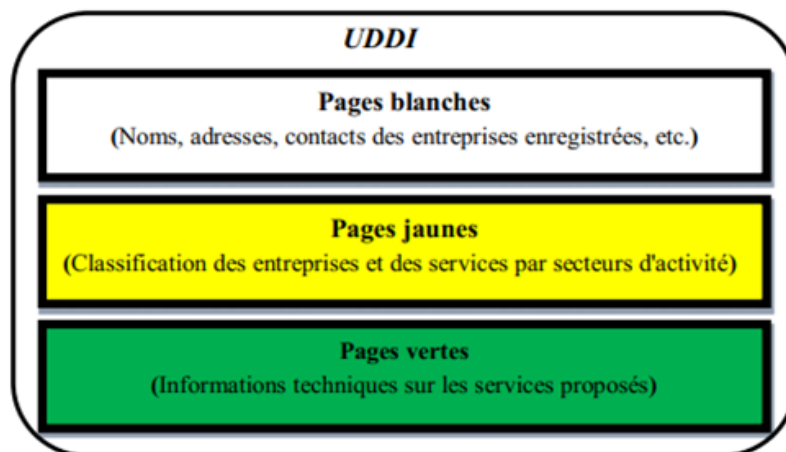 UDDI
Pages blanches
(Noms, adresses, contacts des entreprises enregistrées, etc.)
Pages jaunes
(Classification des entreprises et des services par secteurs d'activité)
Pages vertes
(Informations techniques sur les services proposés)